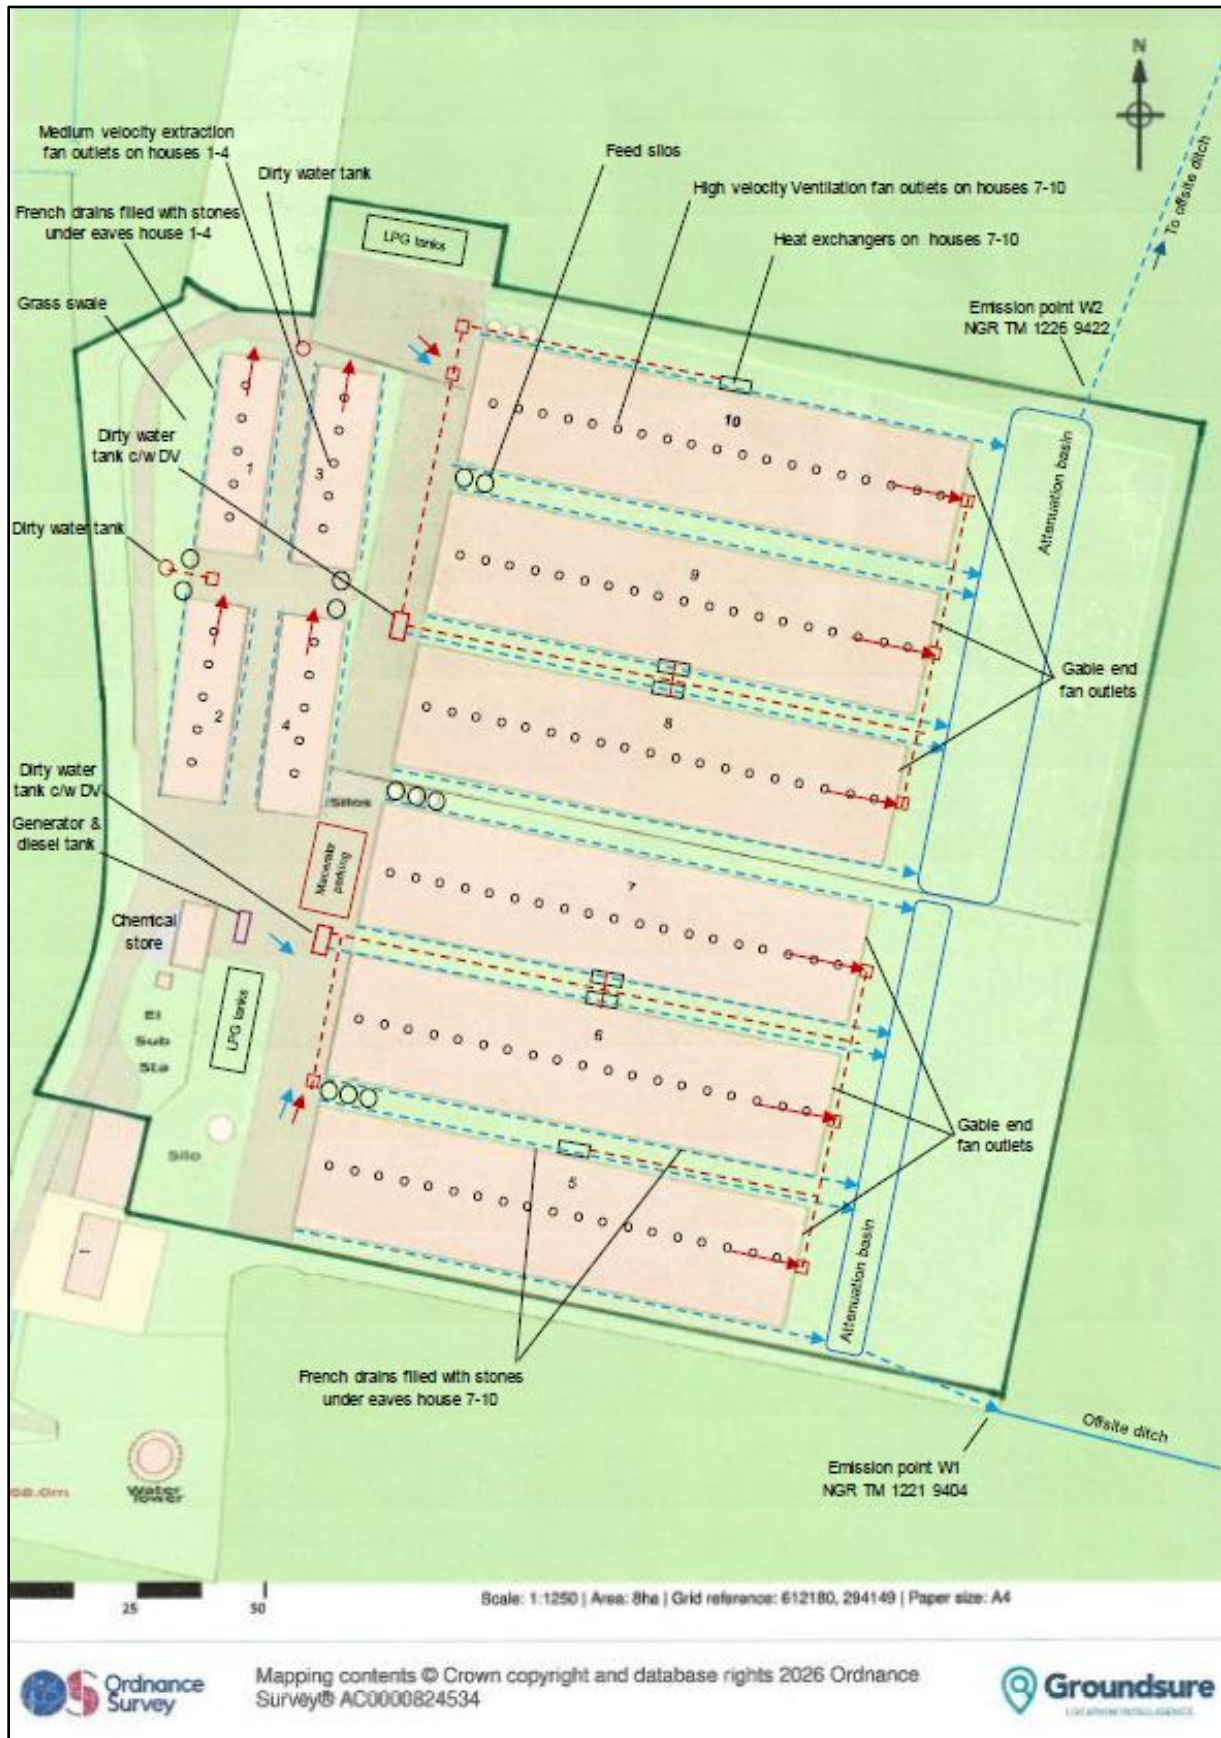 N
To offsite ditch
Medium velocity extraction
fan outlets on houses 1-4
Dirty water tank
Feed silos
High velocity Ventilation fan outlets on houses 7-10
French drains filled with stones
under eaves house 1-4
LPG tanks
Heat exchangers on houses 7-10
Grass swale
Emission point W2
NGR TM 1226 9422
Dirty water
tank c/w DV
10
1
3
Attenuation basin
Dirty water tank
9
Gable end
fan outlets
2
4
8
Dirty water
tank c/w DV
Silos
Generator &
diesel tank
parking
7
Chemical
store
LPG tanks
El
Sub
Sta
6
Gable end
fan outlets
Silo
5
1
Attenuation basin
French drains filled with stones
under eaves house 7-10
Offsite ditch
Emission point W1
NGR TM 1221 9404
68.0m
Water
Tower
25
50
Scale: 1:1250 | Area: 8ha | Grid reference: 612180, 294149 | Paper size: A4
OS
Ordnance
Survey
Mapping contents © Crown copyright and database rights 2026 Ordnance
Survey® AC0000824534
Groundsure
LOCATION INTELLIGENCE